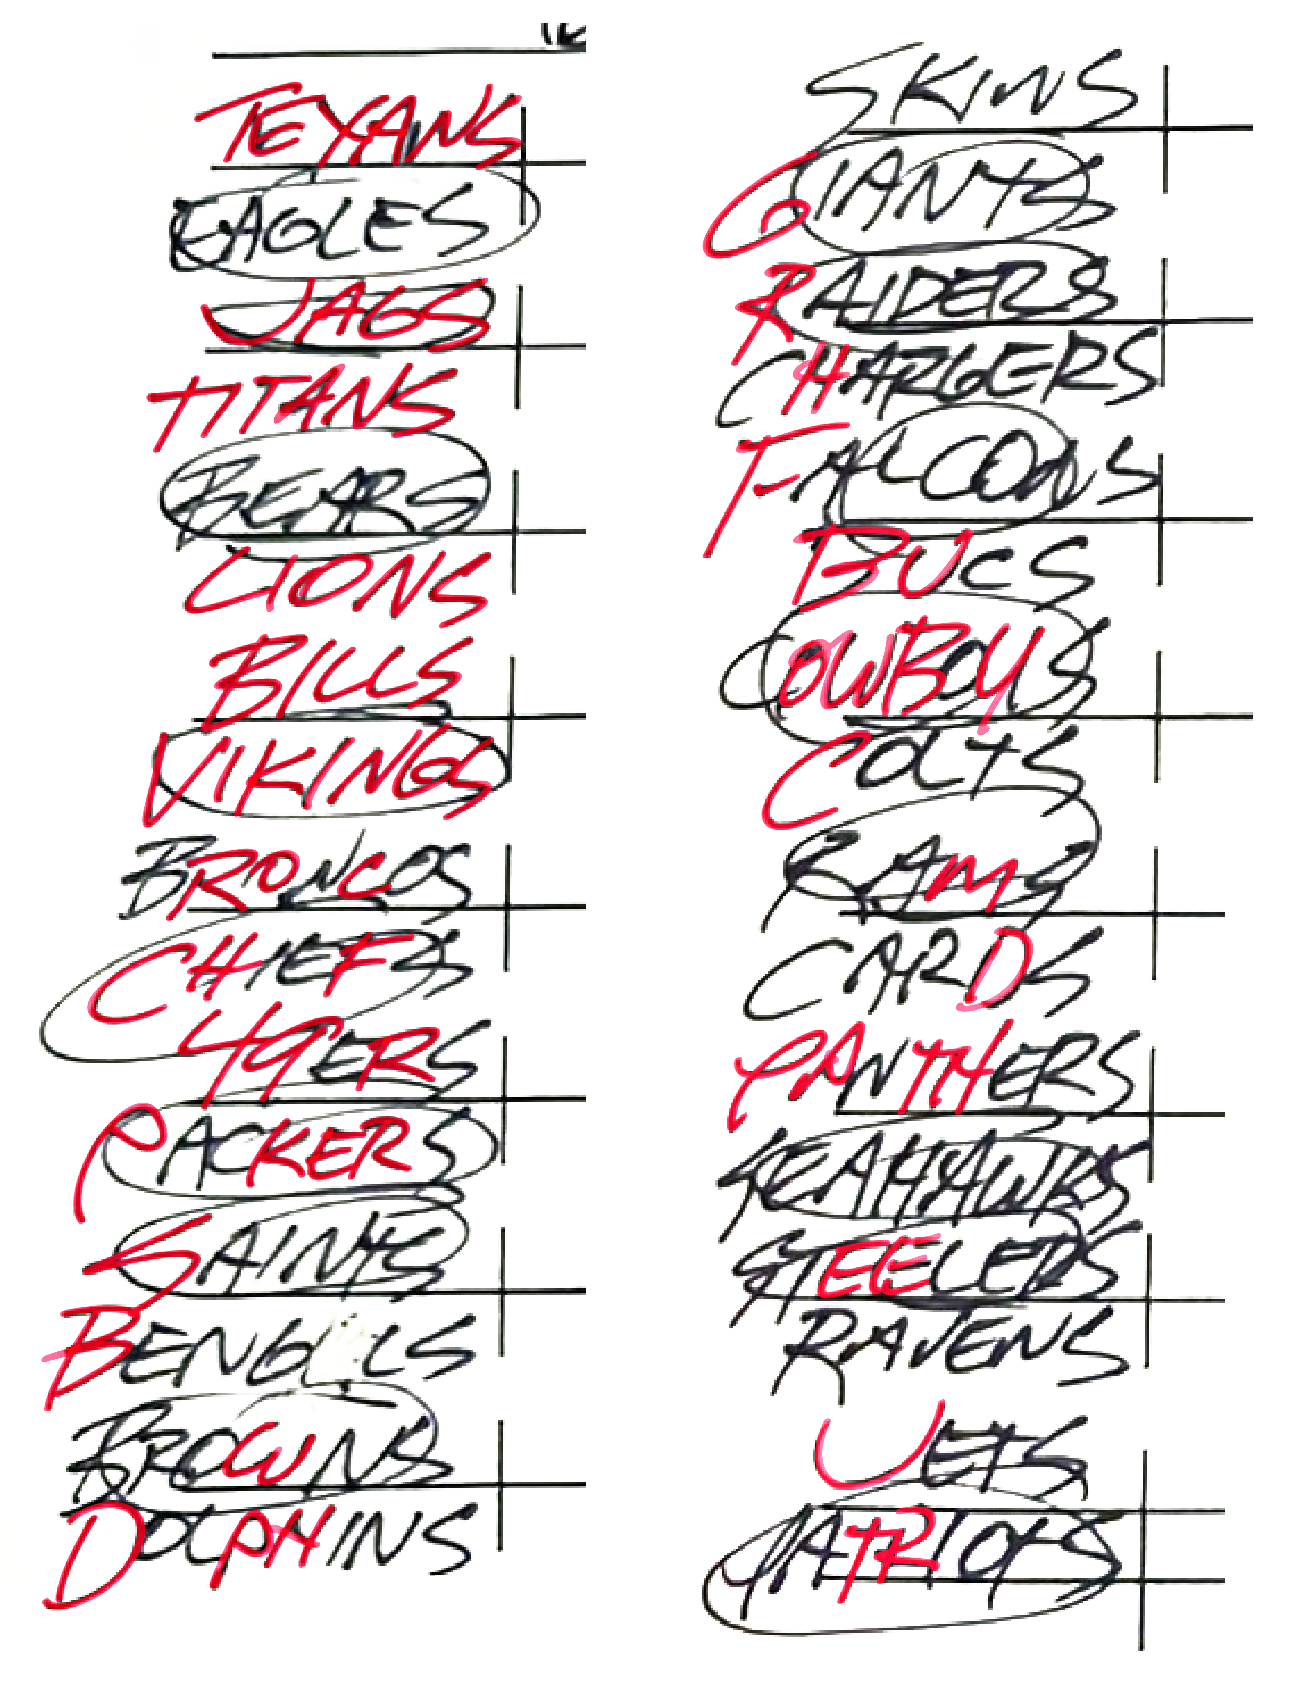 TEXANS
EAGLES
JAGS
TITANS
BEARS
LIONS
BILLS
VIKINGS
BRONCOS
CHIEFS
49ERS
PACKERS
SAINTS
BENGALS
BROWNS
DOLPHINS
SKINS
GIANTS
RAIDERS
CHARGERS
FALCONS
BUCS
COWBOYS
COLTS
RAMS
CARDS
PANTHERS
SEAHAWKS
STEELERS
RAVENS
JETS
PATRIOTS